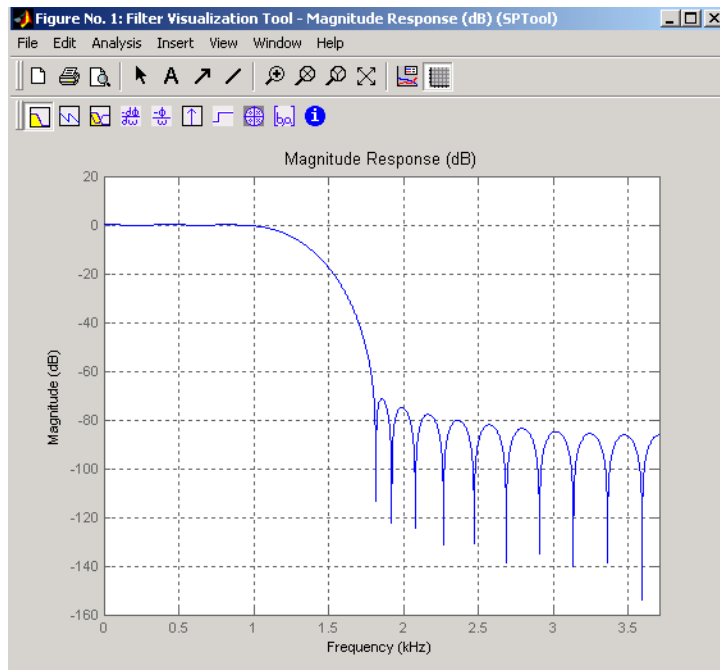 Figure No. 1: Filter Visualization Tool - Magnitude Response (dB) (SPTool)
File Edit Analysis Insert View Window Help
A
Magnitude Response (dB)
20
0
-20
-40
-60
-80
-100
-120
-140
-160
Magnitude (dB)
0 0.5 1 1.5 2 2.5 3 3.5
Frequency (kHz)